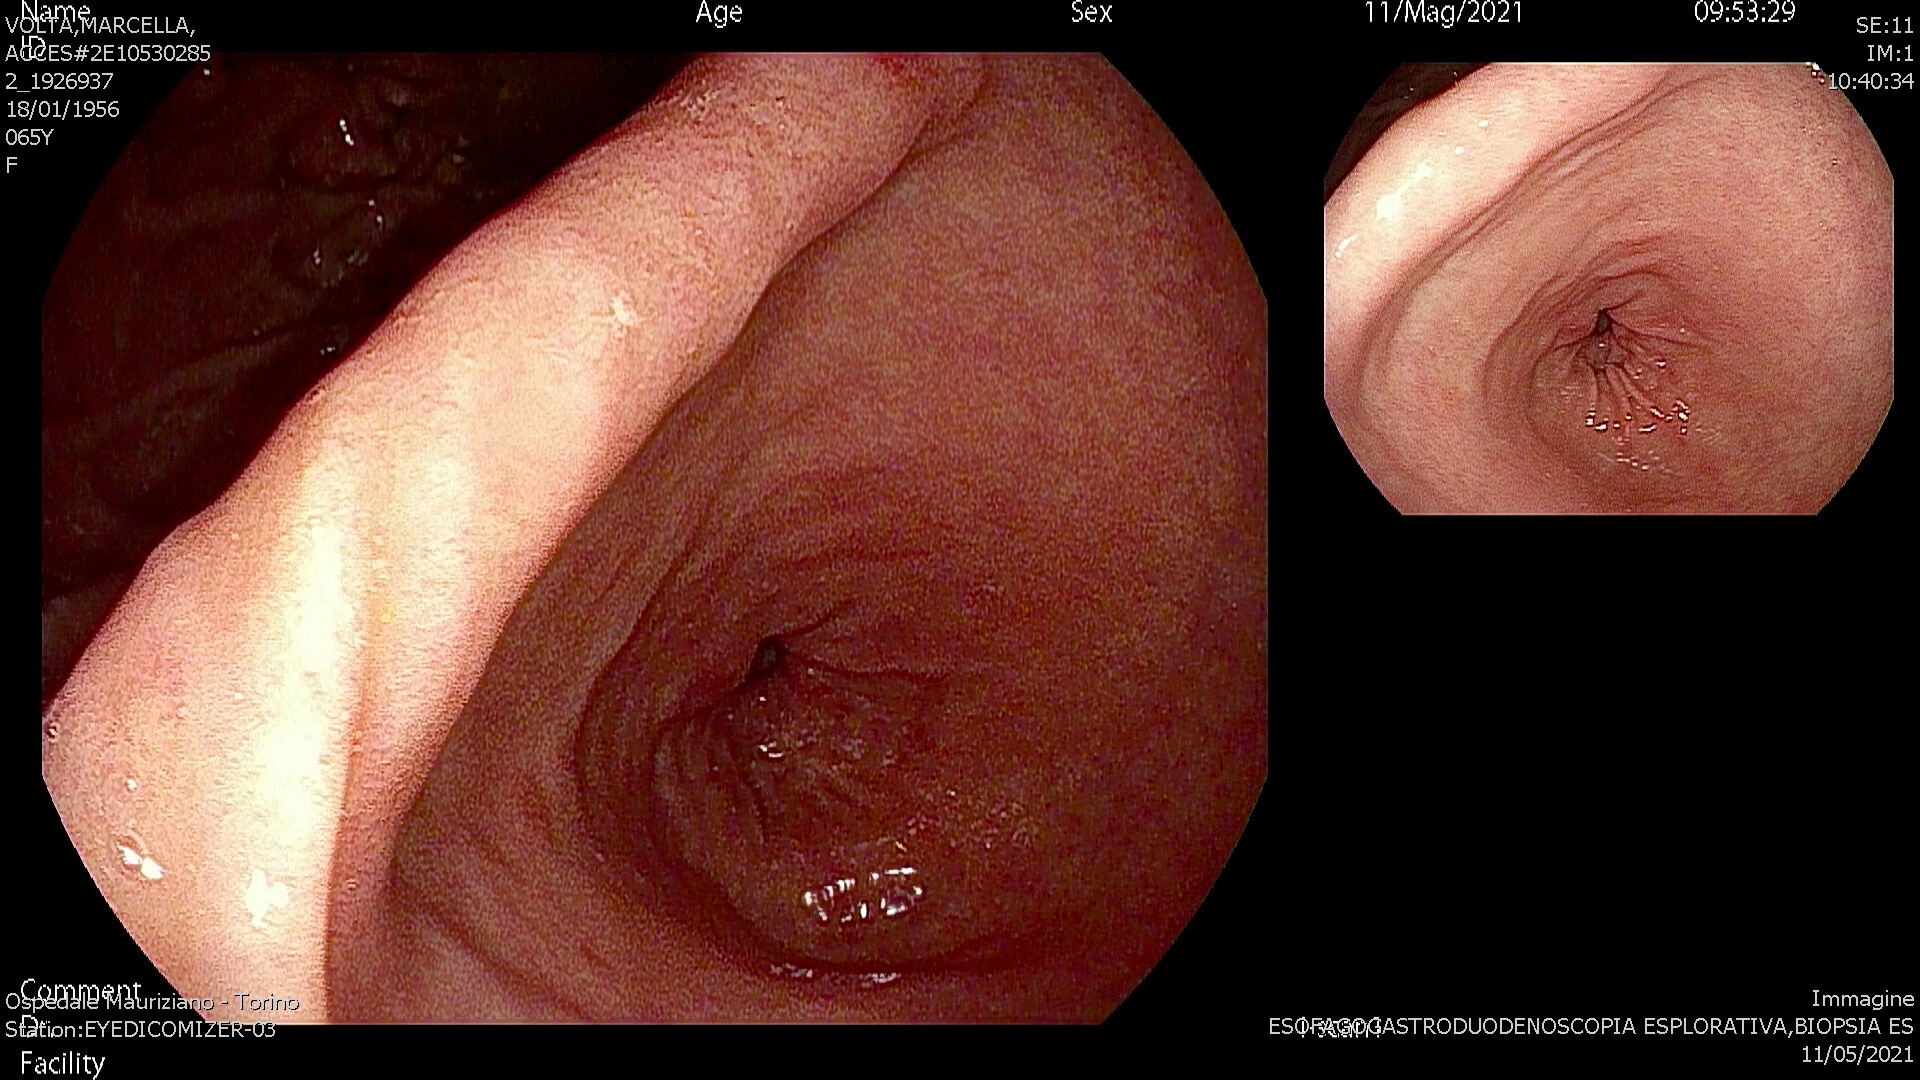 Name Age Sex 11/Mag/2021 09:53:29
VOLTA,MARCELLA,
SE:11
ID
ACCES#2E10530285
IM:1
2_1926937
10:40:34
18/01/1956
065Y
F
Comment
Ospedale Mauriziano - Torino
Immagine
Dr.
Station:EYEDICOMIZER-03
ESOFAGOGASTRODUODENOSCOPIA ESPLORATIVA,BIOPSIA ES
11/05/2021
Facility